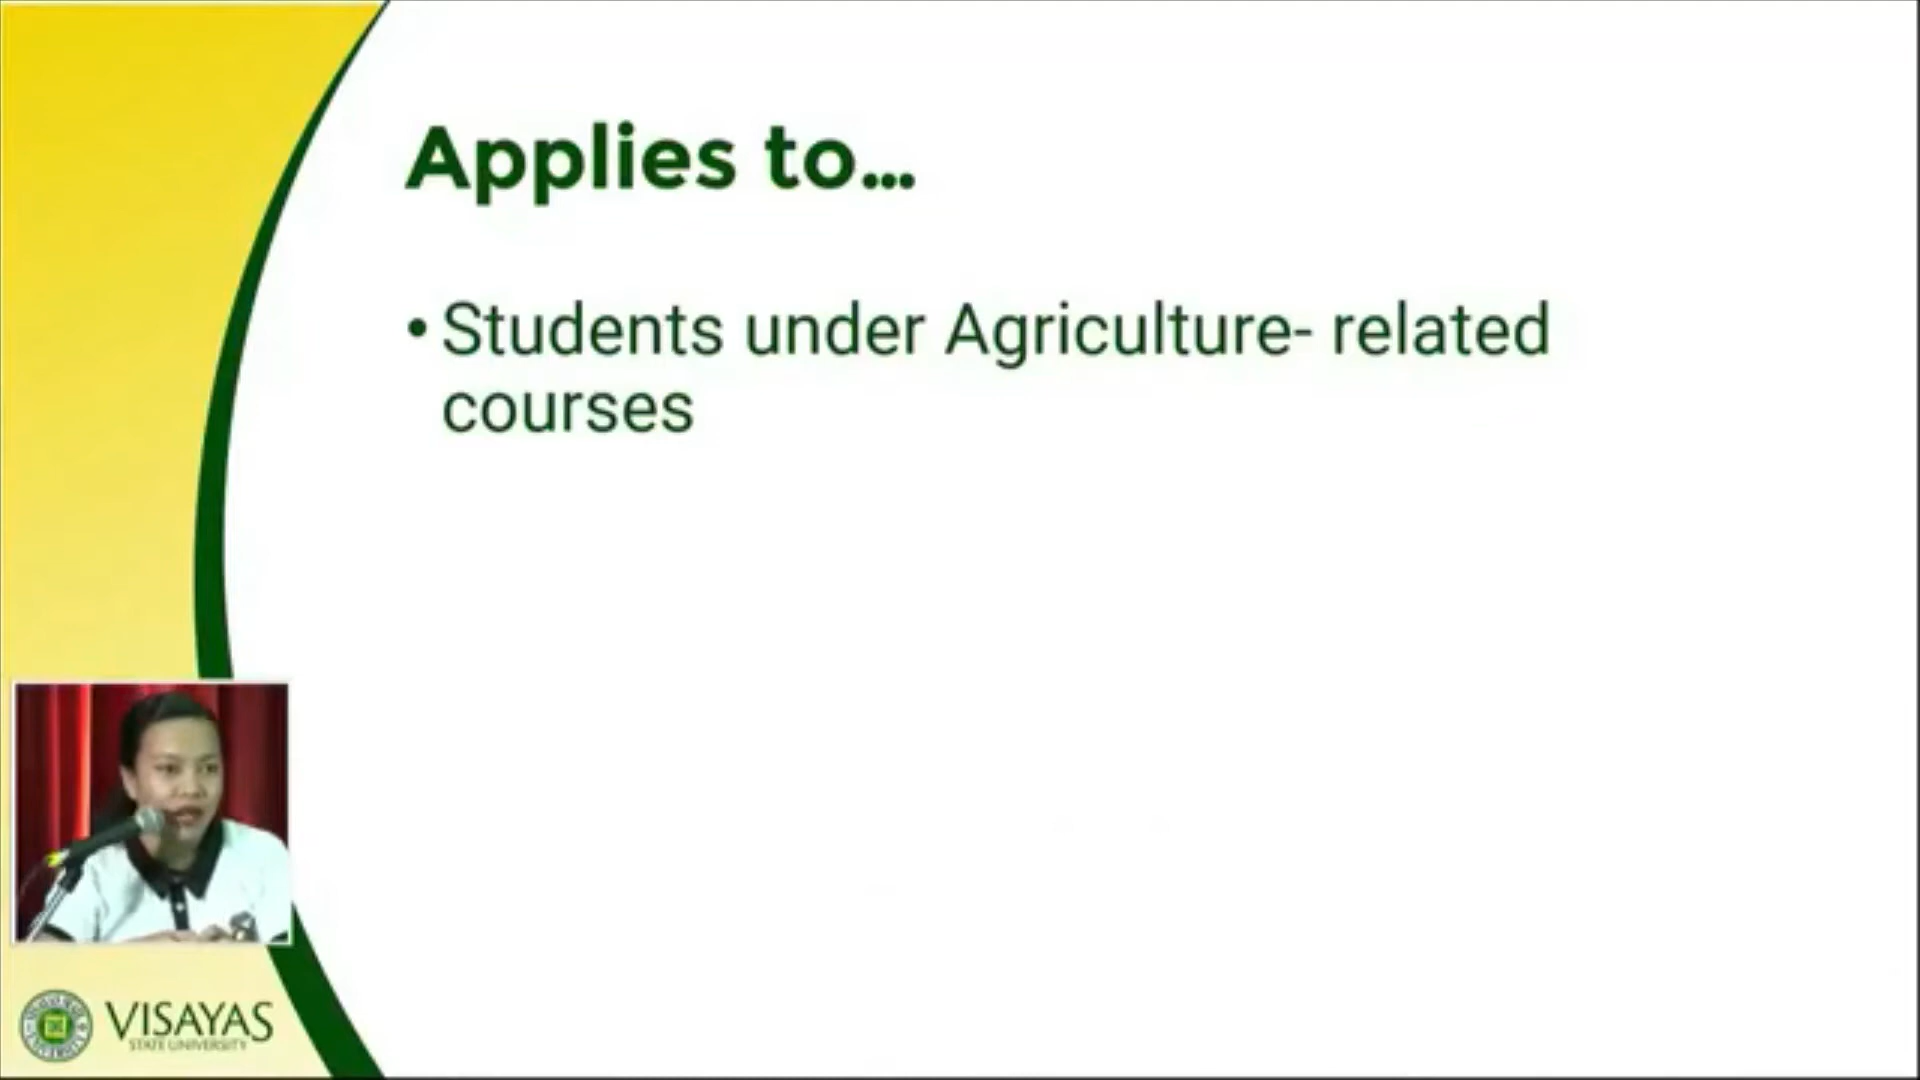 Applies to...
• Students under Agriculture- related
courses
VISAYAS
STATE UNIVERSITY